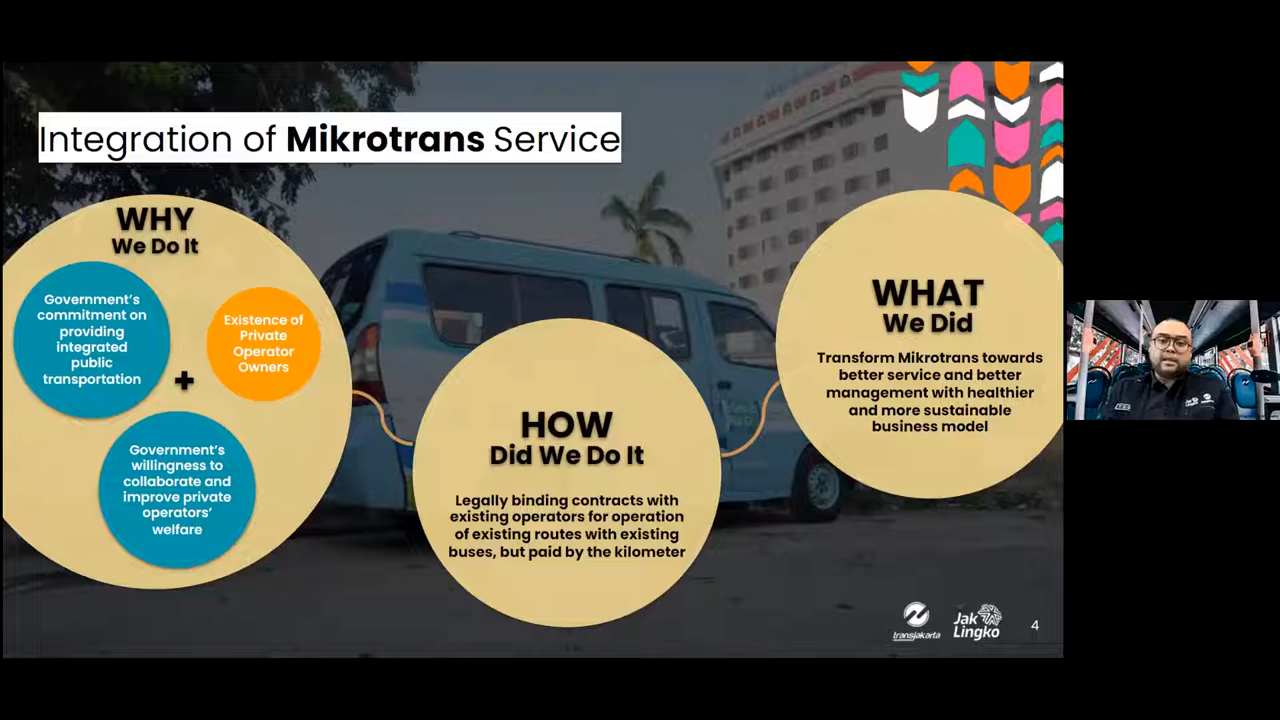 Integration of Mikrotrans Service
WHY
We Do It
Government's
commitment on
providing
integrated
public
transportation
+
Existence of
Private
Operator
Owners
Government's
willingness to
collaborate and
improve private
operators'
welfare
HOW
Did We Do It
Legally binding contracts with
existing operators for operation
of existing routes with existing
buses, but paid by the kilometer
WHAT
We Did
Transform Mikrotrans towards
better service and better
management with healthier
and more sustainable
business model
transjakarta
Jak
Lingko
4